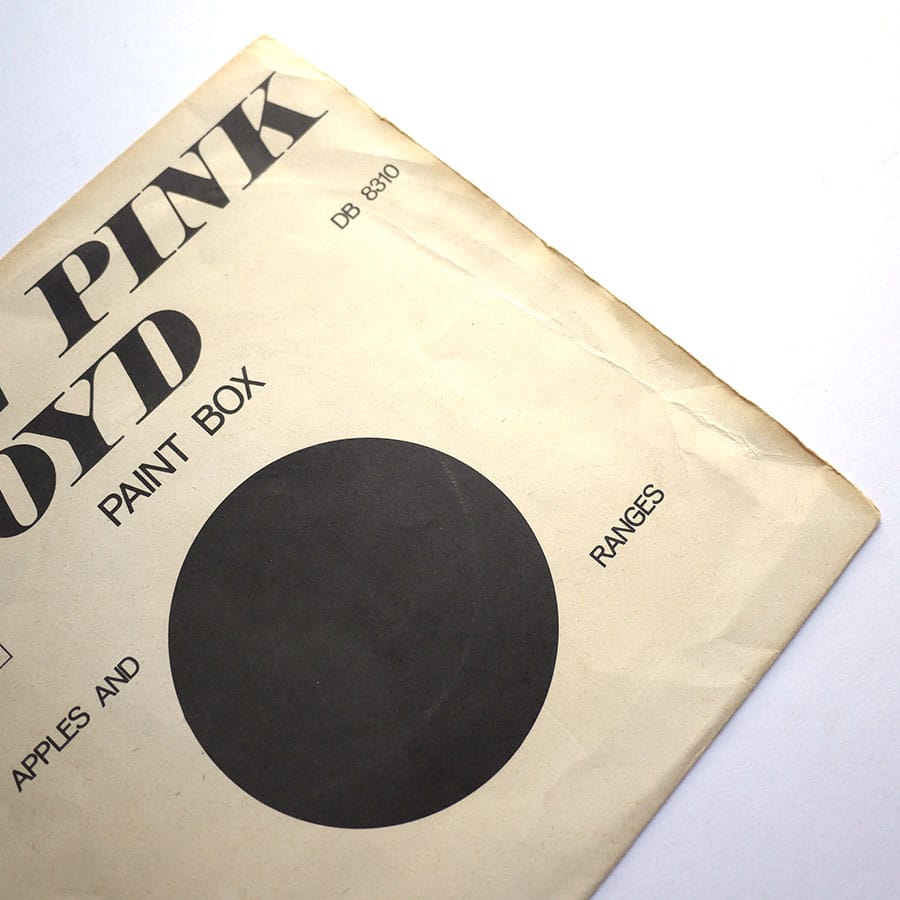 PINK
DB 8310
OYD
PAINT BOX
APPLES AND RANGES